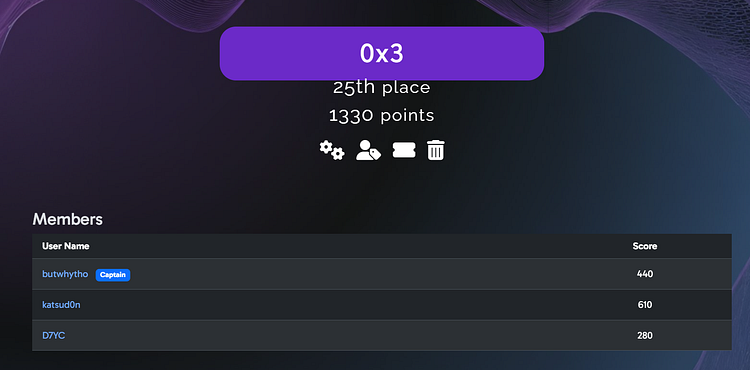 0x3
25th place
1330 points
Members
User Name Score
butwhytho Captain 440
katsud0n 610
D7YC 280